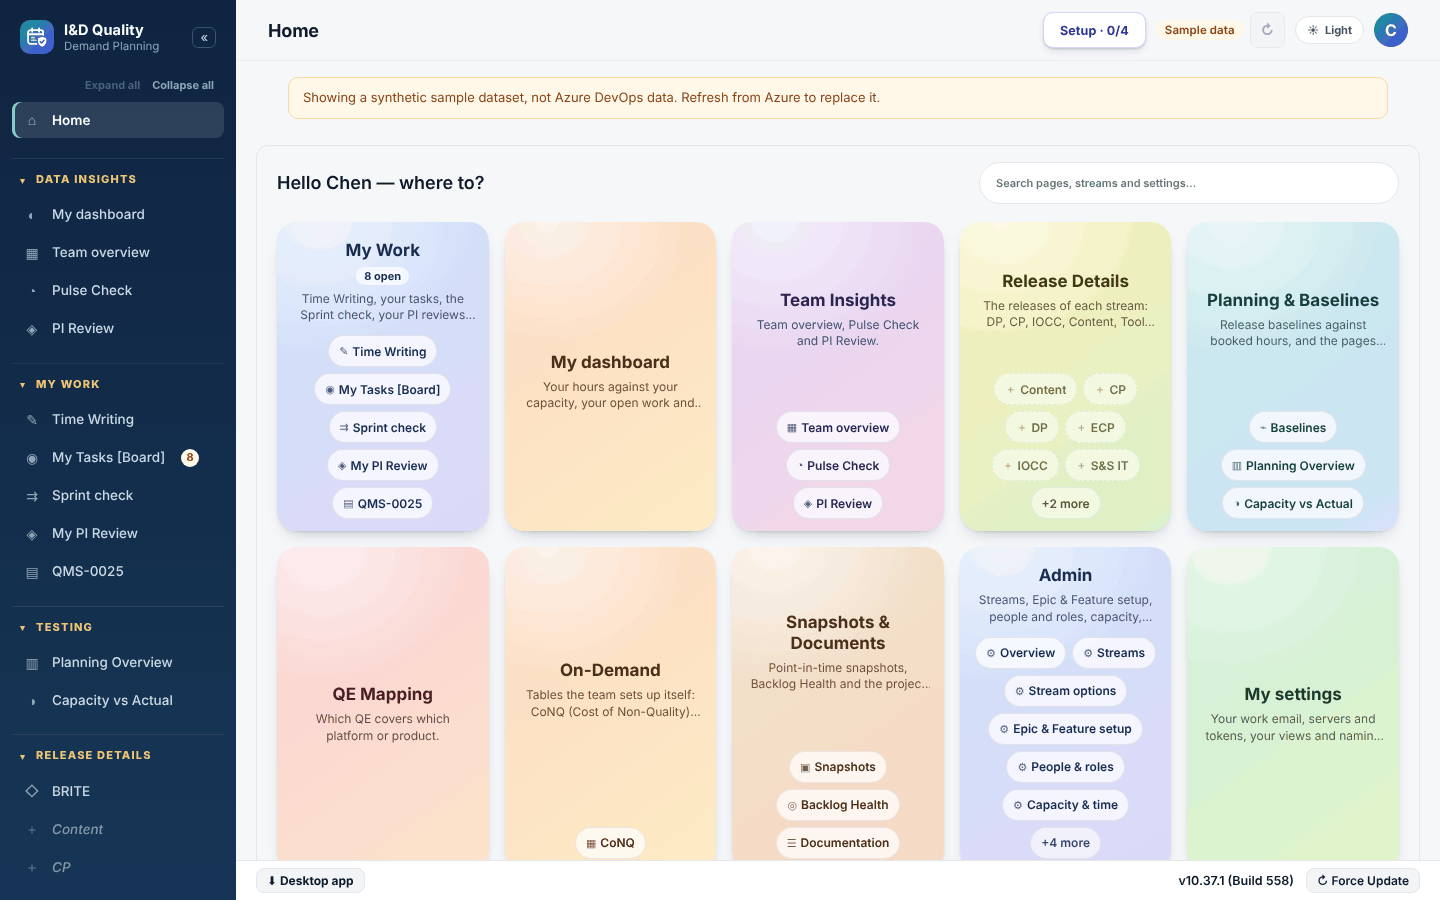 I&D Quality
Demand Planning
«
Expand all Collapse all
Home
DATA INSIGHTS
My dashboard
Team overview
Pulse Check
PI Review
MY WORK
Time Writing
My Tasks [Board] 8
Sprint check
My PI Review
QMS-0025
TESTING
Planning Overview
Capacity vs Actual
RELEASE DETAILS
BRITE
+ Content
+ CP
Home
Setup · 0/4
Sample data
Light
C
Showing a synthetic sample dataset, not Azure DevOps data. Refresh from Azure to replace it.
Hello Chen — where to?
Search pages, streams and settings...
My Work
8 open
Time Writing, your tasks, the
Sprint check, your PI reviews...
Time Writing
My Tasks [Board]
Sprint check
My PI Review
QMS-0025
My dashboard
Your hours against your
capacity, your open work and..
Team Insights
Team overview, Pulse Check
and PI Review.
Team overview
Pulse Check
PI Review
Release Details
The releases of each stream:
DP, CP, IOCC, Content, Tool...
+ Content + CP
+ DP + ECP
+ IOCC + S&S IT
+2 more
Planning & Baselines
Release baselines against
booked hours, and the pages...
Baselines
Planning Overview
Capacity vs Actual
QE Mapping
Which QE covers which
platform or product.
On-Demand
Tables the team sets up itself:
CoNQ (Cost of Non-Quality)...
CoNQ
Snapshots &
Documents
Point-in-time snapshots,
Backlog Health and the projec...
Snapshots
Backlog Health
Documentation
Admin
Streams, Epic & Feature setup,
people and roles, capacity,...
Overview Streams
Stream options
Epic & Feature setup
People & roles
Capacity & time
+4 more
My settings
Your work email, servers and
tokens, your views and namin...
Desktop app
v10.37.1 (Build 558)
Force Update